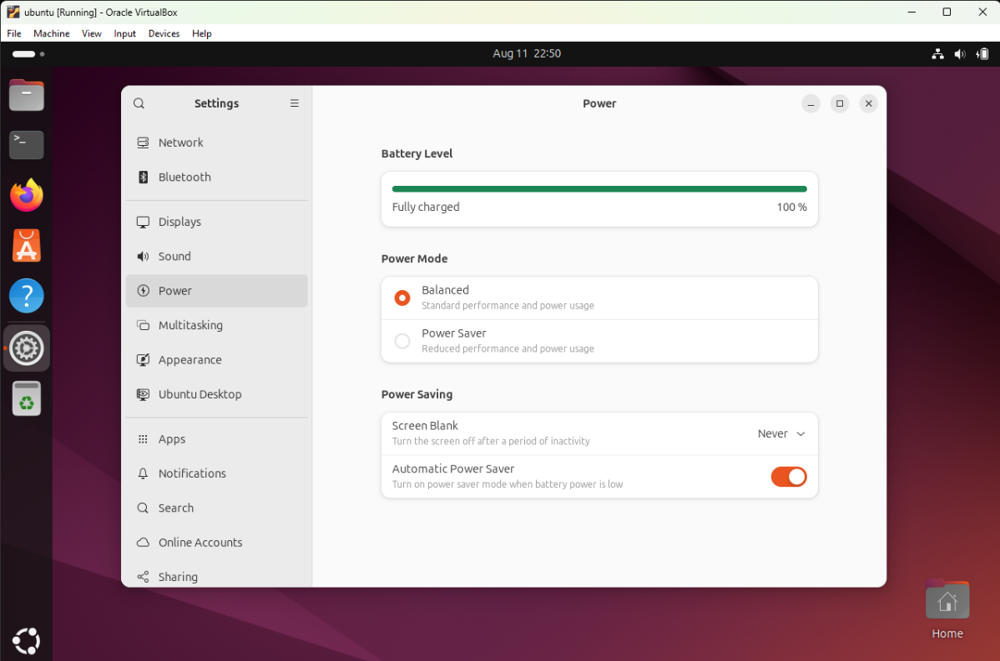 ubuntu [Running] - Oracle VirtualBox
File Machine View Input Devices Help
Aug 11 22:50
Settings
Power
Network
Bluetooth
Displays
Sound
Power
Multitasking
Appearance
Ubuntu Desktop
Apps
Notifications
Search
Online Accounts
Sharing
Battery Level
Fully charged 100 %
Power Mode
Balanced
Standard performance and power usage
Power Saver
Reduced performance and power usage
Power Saving
Screen Blank
Turn the screen off after a period of inactivity
Never
Automatic Power Saver
Turn on power saver mode when battery power is low
Home